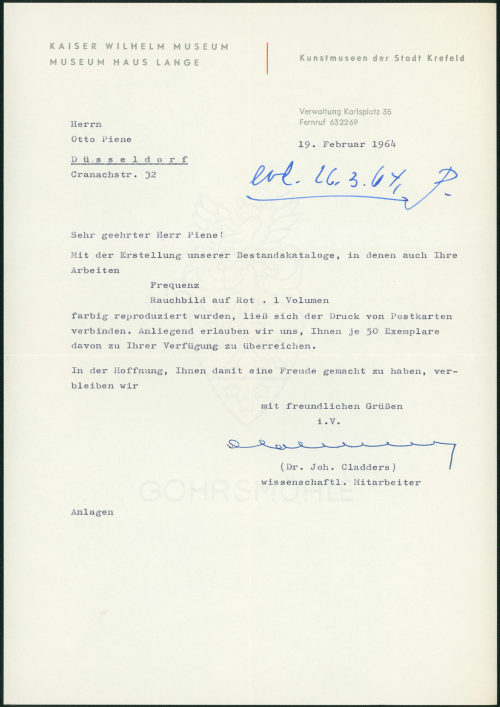 KAISER WILHELM MUSEUM
MUSEUM HAUS LANGE
Kunstmuseen der Stadt Krefeld
Verwaltung Karlsplatz 35
Fernruf 632269
Herrn
Otto Piene
19. Februar 1964
Düsseldorf
Cranachstr. 32
erl. 26.3.64, P.
Sehr geehrter Herr Piene!
Mit der Erstellung unserer Bestandskataloge, in denen auch Ihre
Arbeiten
Frequenz
Rauchbild auf Rot . 1 Volumen
farbig reproduziert wurden, ließ sich der Druck von Postkarten
verbinden. Anliegend erlauben wir uns, Ihnen je 50 Exemplare
davon zu Ihrer Verfügung zu überreichen.
In der Hoffnung, Ihnen damit eine Freude gemacht zu haben, ver-
bleiben wir
mit freundlichen Grüßen
i.V.
(Dr. Joh. Cladders)
wissenschaftl. Mitarbeiter
GOHRSMÜHLE
Anlagen